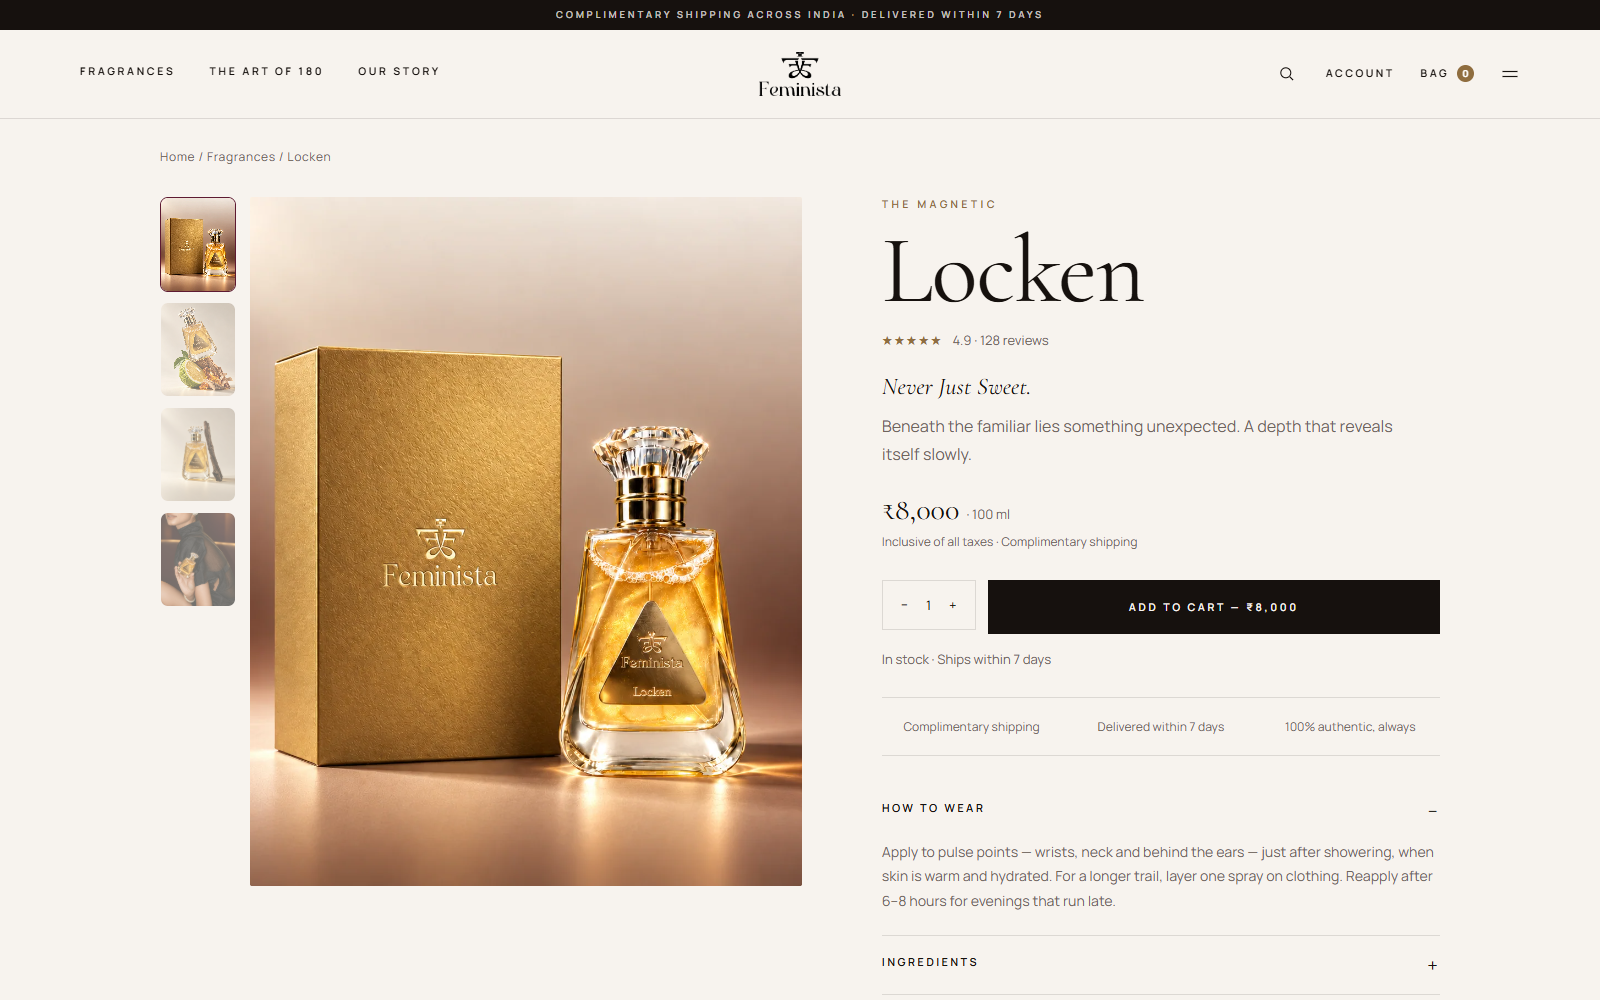 COMPLIMENTARY SHIPPING ACROSS INDIA · DELIVERED WITHIN 7 DAYS
FRAGRANCES
THE ART OF 180
OUR STORY
Feminista
ACCOUNT
BAG 0
Home / Fragrances / Locken
THE MAGNETIC
Locken
★★★★★ 4.9 · 128 reviews
Never Just Sweet.
Beneath the familiar lies something unexpected. A depth that reveals
itself slowly.
₹8,000 · 100 ml
Inclusive of all taxes · Complimentary shipping
− 1 +
ADD TO CART — ₹8,000
In stock · Ships within 7 days
Complimentary shipping
Delivered within 7 days
100% authentic, always
HOW TO WEAR −
Apply to pulse points — wrists, neck and behind the ears — just after showering, when
skin is warm and hydrated. For a longer trail, layer one spray on clothing. Reapply after
6–8 hours for evenings that run late.
INGREDIENTS +
Feminista
Feminista
Locken